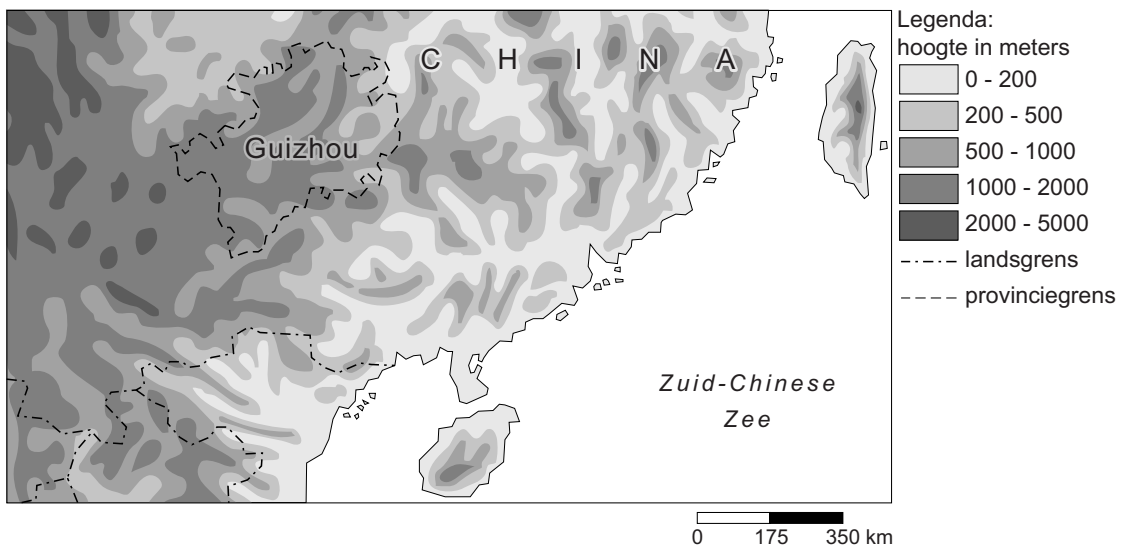 C H I N A
Guizhou
Zuid-Chinese
Zee
Legenda:
hoogte in meters
0 - 200
200 - 500
500 - 1000
1000 - 2000
2000 - 5000
landsgrens
provinciegrens
0 175 350 km